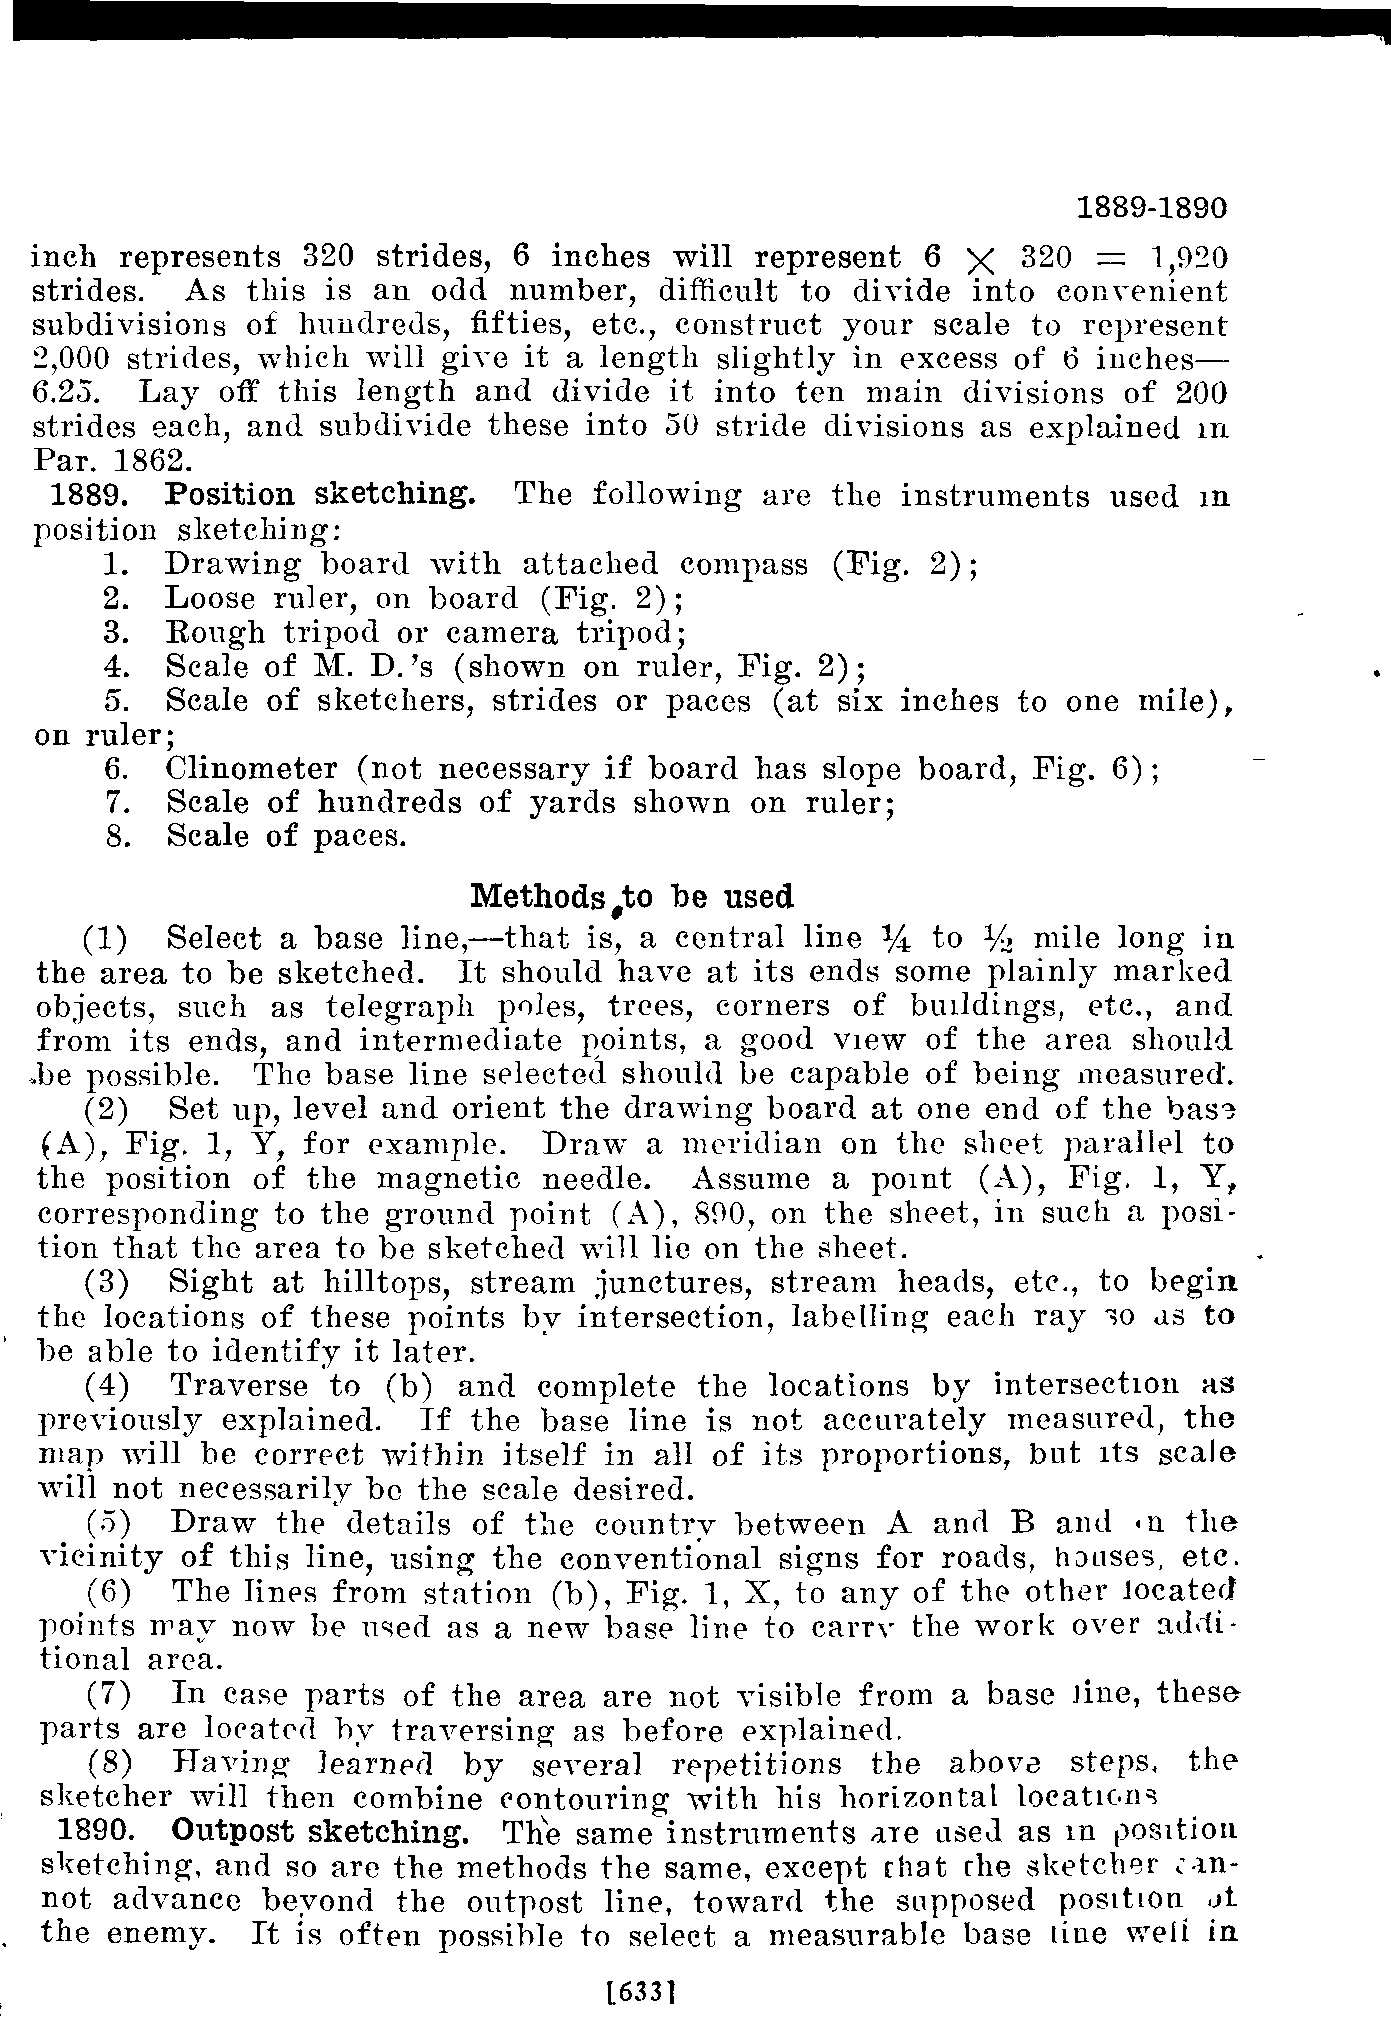 1889-1890
inch represents 320 strides, 6 inches will represent 6 × 320 = 1,920
strides. As this is an odd number, difficult to divide into convenient
subdivisions of hundreds, fifties, etc., construct your scale to represent
2,000 strides, which will give it a length slightly in excess of 6 inches—
6.25. Lay off this length and divide it into ten main divisions of 200
strides each, and subdivide these into 50 stride divisions as explained in
Par. 1862.
1889. Position sketching. The following are the instruments used in
position sketching:
1. Drawing board with attached compass (Fig. 2);
2. Loose ruler, on board (Fig. 2);
3. Rough tripod or camera tripod;
4. Scale of M. D.'s (shown on ruler, Fig. 2);
5. Scale of sketchers, strides or paces (at six inches to one mile),
on ruler;
6. Clinometer (not necessary if board has slope board, Fig. 6);
7. Scale of hundreds of yards shown on ruler;
8. Scale of paces.
Methods to be used
(1) Select a base line,—that is, a central line ¼ to ½ mile long in
the area to be sketched. It should have at its ends some plainly marked
objects, such as telegraph poles, trees, corners of buildings, etc., and
from its ends, and intermediate points, a good view of the area should
be possible. The base line selected should be capable of being measured.
(2) Set up, level and orient the drawing board at one end of the base
(A), Fig. 1, Y, for example. Draw a meridian on the sheet parallel to
the position of the magnetic needle. Assume a point (A), Fig. 1, Y,
corresponding to the ground point (A), 890, on the sheet, in such a posi-
tion that the area to be sketched will lie on the sheet.
(3) Sight at hilltops, stream junctures, stream heads, etc., to begin
the locations of these points by intersection, labelling each ray so as to
be able to identify it later.
(4) Traverse to (b) and complete the locations by intersection as
previously explained. If the base line is not accurately measured, the
map will be correct within itself in all of its proportions, but its scale
will not necessarily be the scale desired.
(5) Draw the details of the country between A and B and in the
vicinity of this line, using the conventional signs for roads, houses, etc.
(6) The lines from station (b), Fig. 1, X, to any of the other located
points may now be used as a new base line to carry the work over addi-
tional area.
(7) In case parts of the area are not visible from a base line, these
parts are located by traversing as before explained.
(8) Having learned by several repetitions the above steps, the
sketcher will then combine contouring with his horizontal locations
1890. Outpost sketching. The same instruments are used as in position
sketching, and so are the methods the same, except that the sketcher can-
not advance beyond the outpost line, toward the supposed position of
the enemy. It is often possible to select a measurable base line well in
[633]